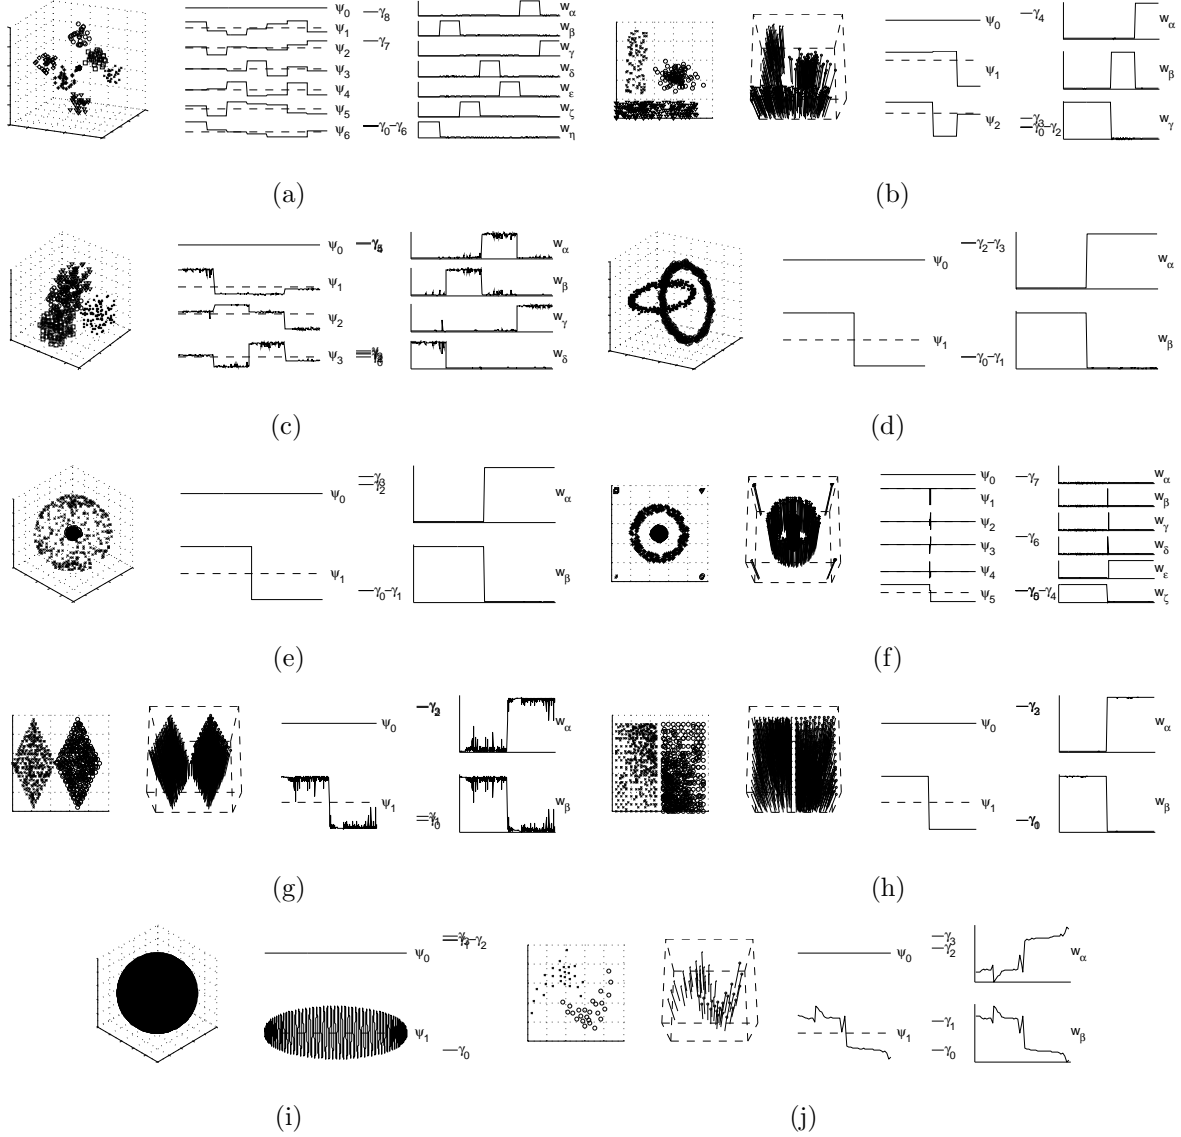 ψ0 γ8 wα
ψ1 wβ
ψ2 γ7 wγ
ψ3 wδ
ψ4 wε
ψ5 wζ
ψ6 γ0−γ6 wη
(a)
ψ0 γ4 wα
ψ1 wβ
ψ2 γ3 γ0−γ2 wγ
(b)
ψ0 wα
ψ1 wβ
ψ2 wγ
ψ3 wδ
(c)
ψ0 γ2−γ3 wα
ψ1 γ0−γ1 wβ
(d)
ψ0 γ3 γ2 wα
ψ1 γ0−γ1 wβ
(e)
ψ0 γ7 wα
ψ1 wβ
ψ2 wγ
ψ3 γ6 wδ
ψ4 wε
ψ5 −γ4 wζ
(f)
ψ0 wα
ψ1 wβ
(g)
ψ0 wα
ψ1 wβ
(h)
ψ0 −γ2
ψ1 γ0
(i)
ψ0 γ3 γ2 wα
ψ1 γ1 γ0 wβ
(j)